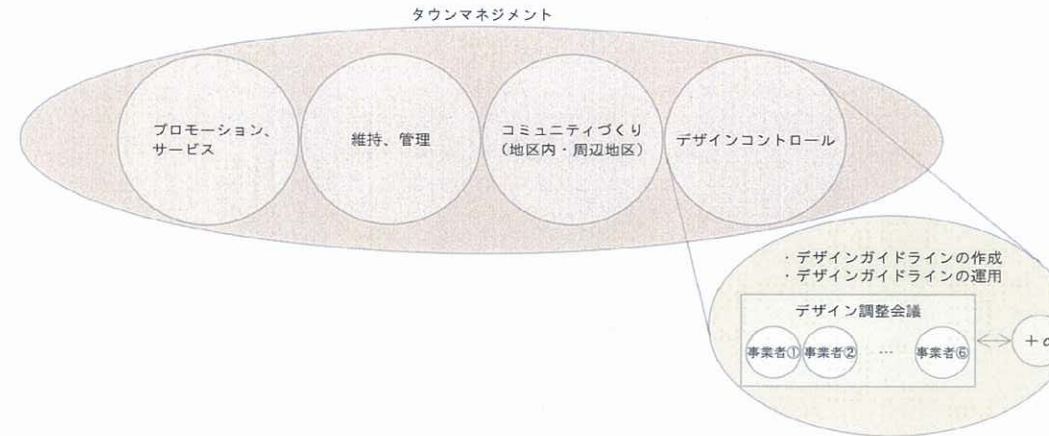 タウンマネジメント
プロモーション、
サービス
維持、管理
コミュニティづくり
(地区内・周辺地区)
デザインコントロール
・デザインガイドラインの作成
・デザインガイドラインの運用
デザイン調整会議
事業者①
事業者②
…
事業者⑥
+α